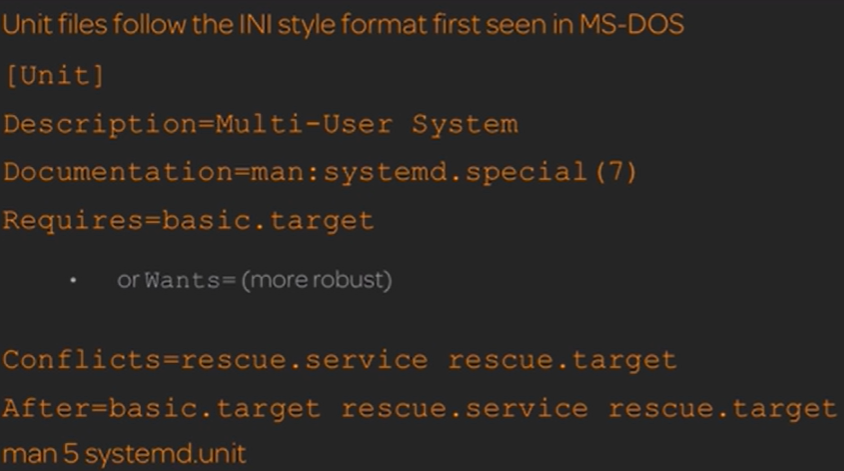 Unit files follow the INI style format first seen in MS-DOS
[Unit]
Description=Multi-User System
Documentation=man:systemd.special(7)
Requires=basic.target
• or Wants= (more robust)
Conflicts=rescue.service rescue.target
After=basic.target rescue.service rescue.target
man 5 systemd.unit